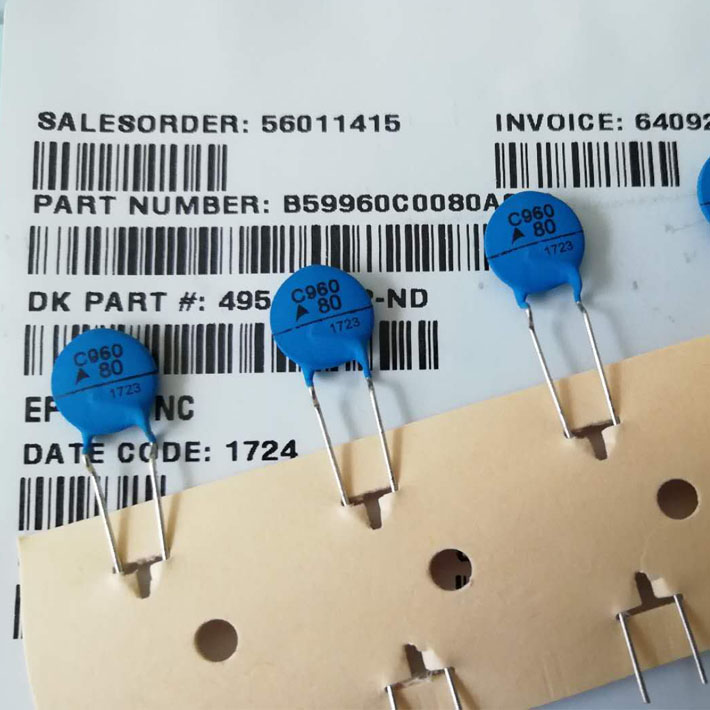 SALESORDER: 56011415
INVOICE: 64092
PART NUMBER: B59960C0080A
DK PART #: 495 -ND
NC
DATE CODE: 1724
C960
80
1723
C960
80
1723
C960
80
1723